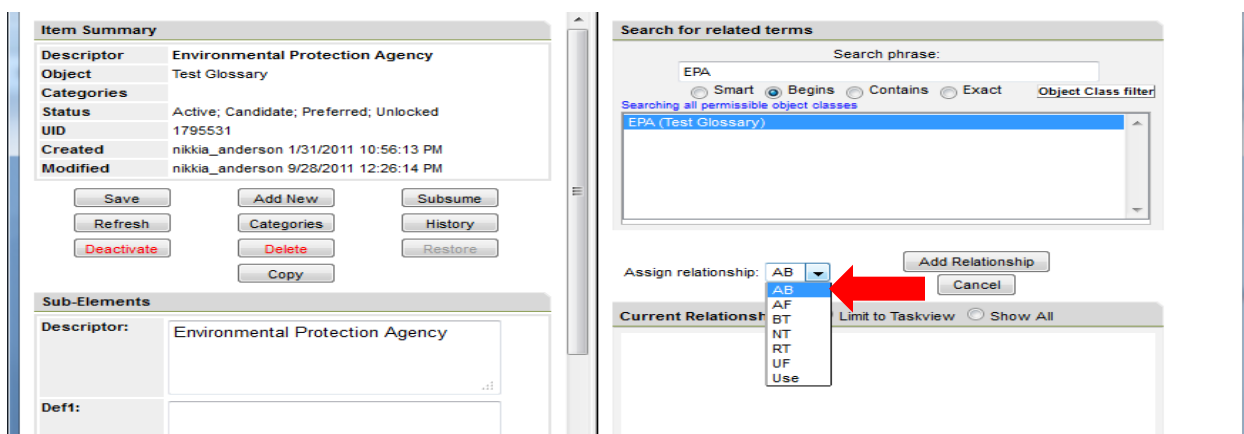 Item Summary
Descriptor Environmental Protection Agency
Object Test Glossary
Categories
Status Active; Candidate; Preferred; Unlocked
UID 1795531
Created nikkia_anderson 1/31/2011 10:56:13 PM
Modified nikkia_anderson 9/28/2011 12:26:14 PM
Save Add New Subsume
Refresh Categories History
Deactivate Delete Restore
Copy
Sub-Elements
Descriptor: Environmental Protection Agency
Def1:
Search for related terms
Search phrase:
EPA
Smart Begins Contains Exact Object Class filter
Searching all permissible object classes
EPA (Test Glossary)
Add Relationship
Assign relationship: AB
Cancel
AB
AF
BT
NT
RT
UF
Use
Current Relationsh Limit to Taskview Show All